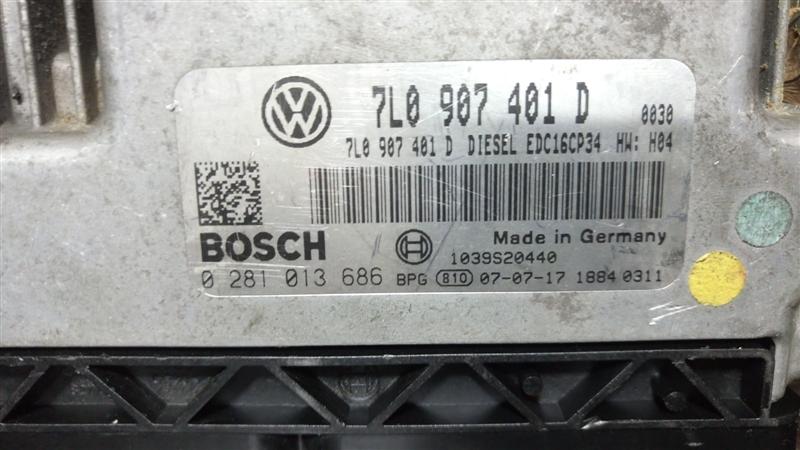 7L0 907 401 D 0030
7L0 907 401 D DIESEL EDC16CP34 HW: H04
BOSCH Made in Germany
1039S20440
0 281 013 686 BPG 810 07-07-17 1884 0311